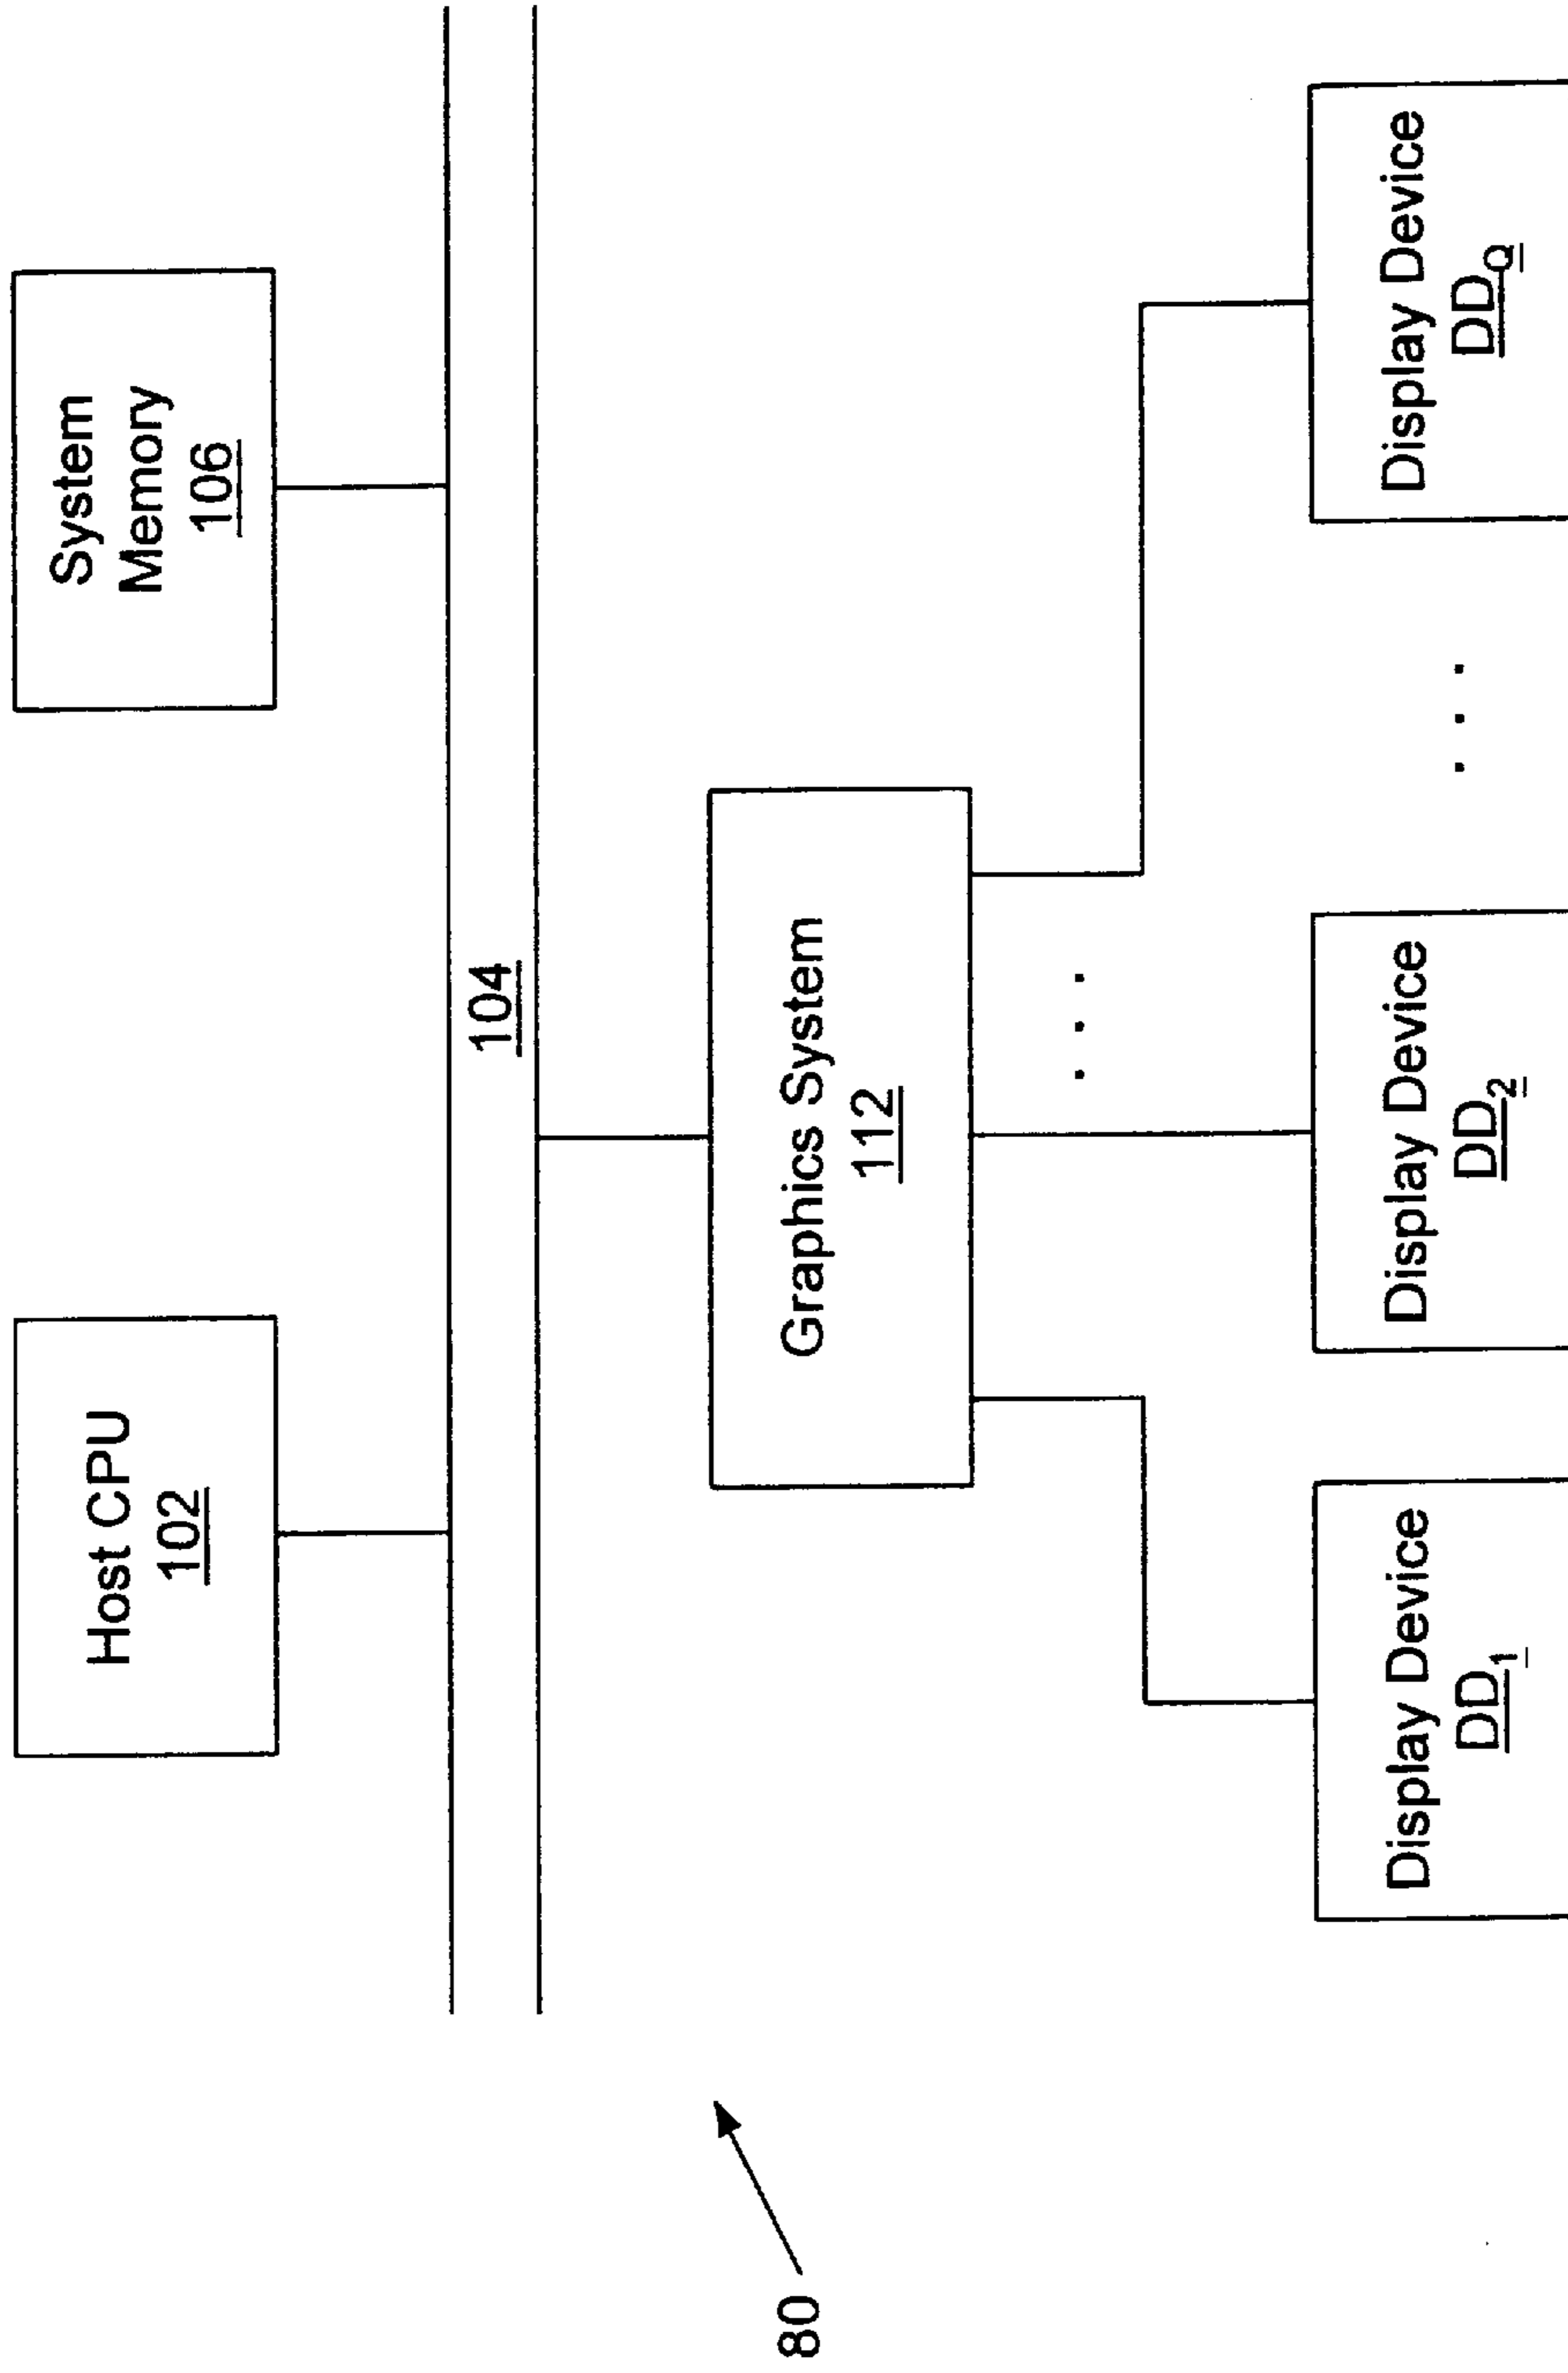 Host CPU
102
System
Memory
106
104
Graphics System
112
. . .
Display Device
DD1
Display Device
DD2
. . .
Display Device
DDQ
80